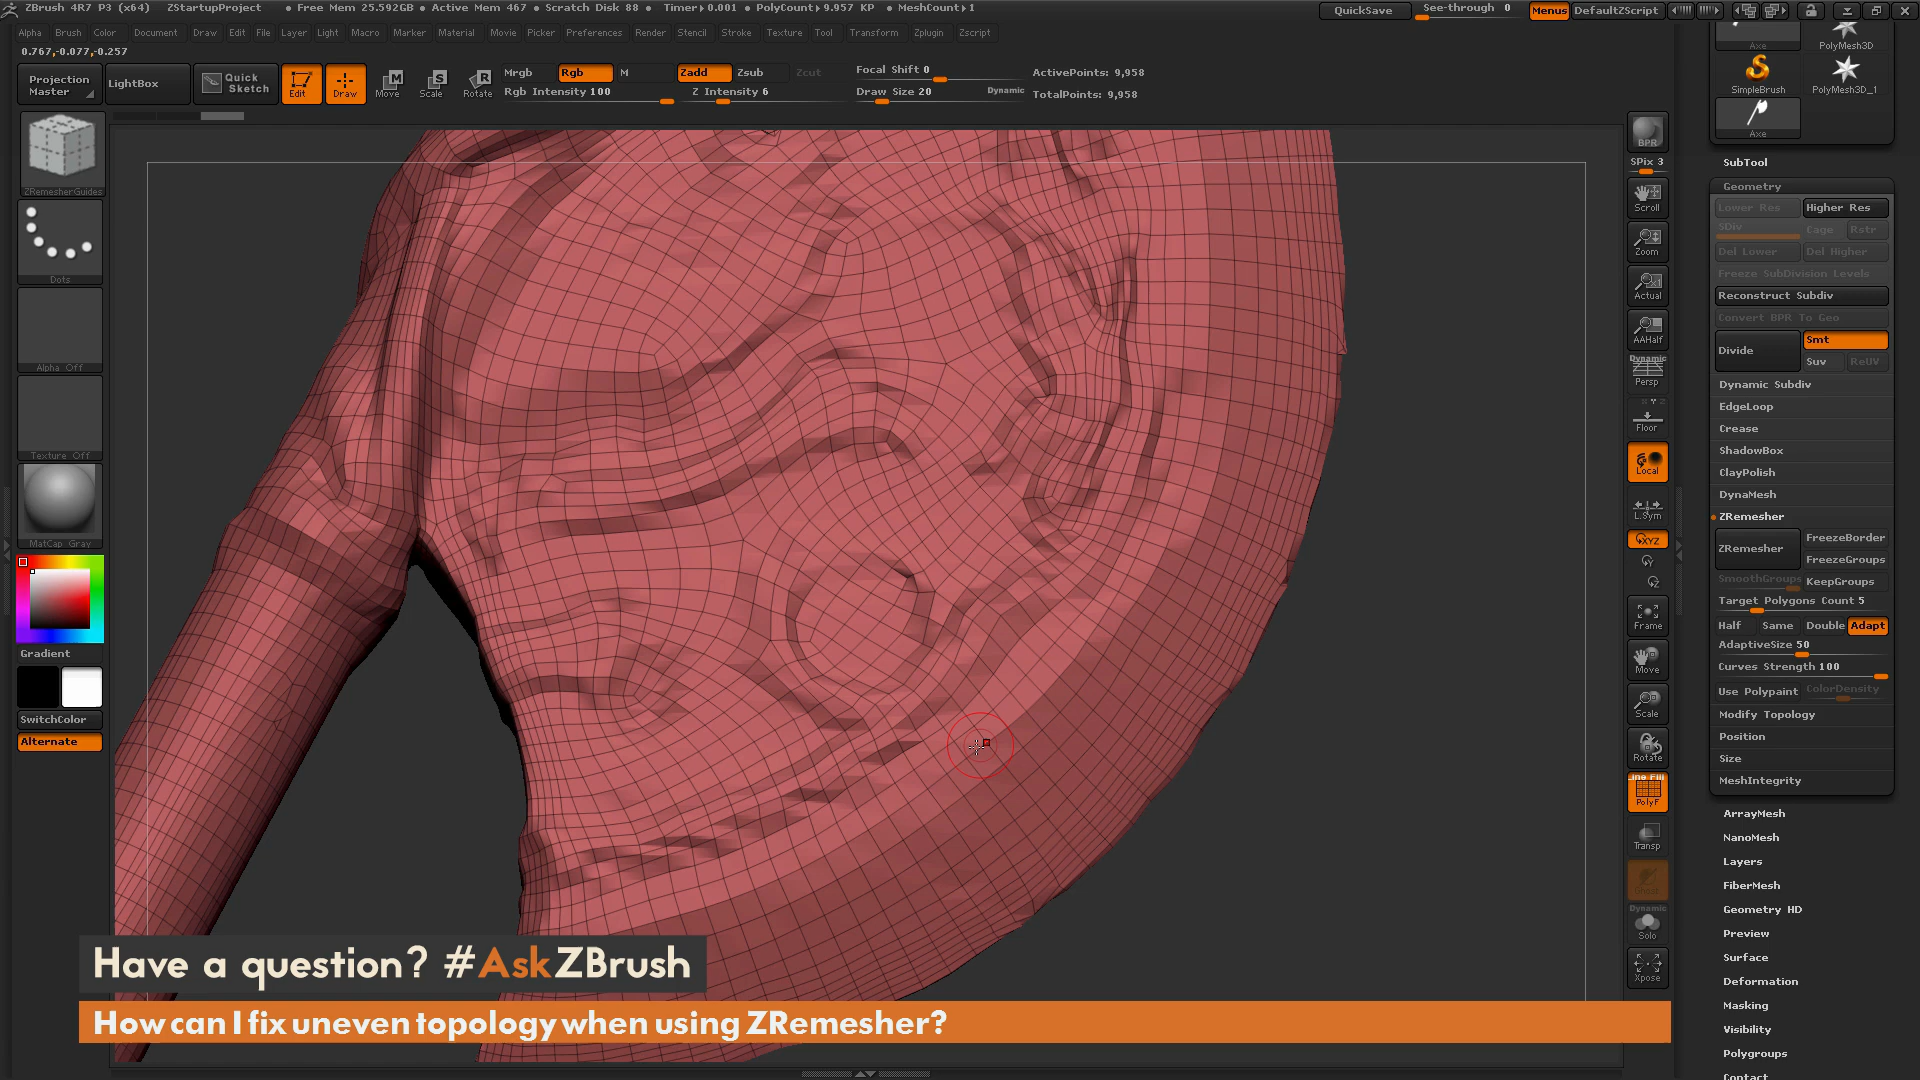 ZBrush 4R7 P3 (x64) ZStartupProject • Free Mem 25.592GB • Active Mem 467 • Scratch Disk 88 • Timer▸0.001 • PolyCount▸9.957 KP • MeshCount▸1 QuickSave See-through 0 Menus DefaultZScript
Alpha Brush Color Document Draw Edit File Layer Light Macro Marker Material Movie Picker Preferences Render Stencil Stroke Texture Tool Transform Zplugin Zscript
0.767,-0.077,-0.257
Projection Master
LightBox
Quick Sketch
Edit
Draw
Move
Scale
Rotate
Mrgb Rgb M
Rgb Intensity 100
Zadd Zsub Zcut
Z Intensity 6
Focal Shift 0
Draw Size 20 Dynamic
ActivePoints: 9,958
TotalPoints: 9,958
ZRemesherGuides
Dots
Alpha Off
Texture Off
MatCap Gray
Gradient
SwitchColor
Alternate
BPR
SPix 3
Scroll
Zoom
Actual
AAHalf
Dynamic
Persp
Floor
Local
L.Sym
XYZ
Frame
Move
Scale
Rotate
Line Fill
PolyF
Transp
Ghost
Dynamic
Solo
Xpose
Axe PolyMesh3D
SimpleBrush PolyMesh3D_1
Axe
SubTool
Geometry
Lower Res Higher Res
SDiv Cage Rstr
Del Lower Del Higher
Freeze SubDivision Levels
Reconstruct Subdiv
Convert BPR To Geo
Divide Smt
Suv ReUV
Dynamic Subdiv
EdgeLoop
Crease
ShadowBox
ClayPolish
DynaMesh
ZRemesher
ZRemesher FreezeBorder
FreezeGroups
SmoothGroups KeepGroups
Target Polygons Count 5
Half Same Double Adapt
AdaptiveSize 50
Curves Strength 100
Use Polypaint ColorDensity
Modify Topology
Position
Size
MeshIntegrity
ArrayMesh
NanoMesh
Layers
FiberMesh
Geometry HD
Preview
Surface
Deformation
Masking
Visibility
Polygroups
Contact
Have a question? #AskZBrush
How can I fix uneven topology when using ZRemesher?